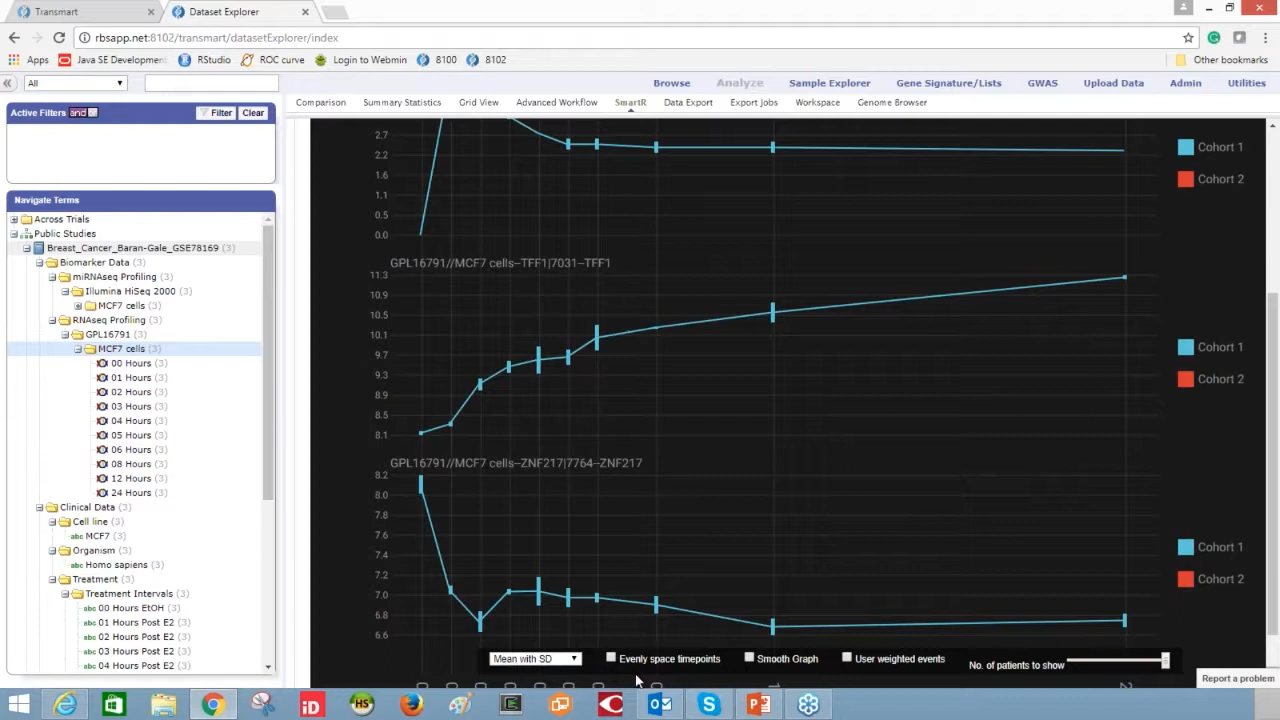 Transmart
Dataset Explorer
rbsapp.net:8102/transmart/datasetExplorer/index
Apps Java SE Development RStudio ROC curve Login to Webmin 8100 8102 Other bookmarks
All
Browse Analyze Sample Explorer Gene Signature/Lists GWAS Upload Data Admin Utilities
Active Filters and Filter Clear
Comparison Summary Statistics Grid View Advanced Workflow SmartR Data Export Export Jobs Workspace Genome Browser
Navigate Terms
Across Trials
Public Studies
Breast_Cancer_Baran-Gale_GSE78169 (3)
Biomarker Data (3)
miRNAseq Profiling (3)
Illumina HiSeq 2000 (3)
MCF7 cells (3)
RNAseq Profiling (3)
GPL16791 (3)
MCF7 cells (3)
00 Hours (3)
01 Hours (3)
02 Hours (3)
03 Hours (3)
04 Hours (3)
05 Hours (3)
06 Hours (3)
08 Hours (3)
12 Hours (3)
24 Hours (3)
Clinical Data (3)
Cell line (3)
abc MCF7 (3)
Organism (3)
abc Homo sapiens (3)
Treatment (3)
Treatment Intervals (3)
abc 00 Hours EtOH (3)
abc 01 Hours Post E2 (3)
abc 02 Hours Post E2 (3)
abc 03 Hours Post E2 (3)
abc 04 Hours Post E2 (3)
2.7
2.2
1.6
1.1
0.5
0.0
Cohort 1
Cohort 2
GPL16791//MCF7 cells--TFF1|7031--TFF1
11.3
10.9
10.5
10.1
9.7
9.3
8.9
8.5
8.1
Cohort 1
Cohort 2
GPL16791//MCF7 cells--ZNF217|7764--ZNF217
8.2
8.0
7.8
7.6
7.4
7.2
7.0
6.8
6.6
Cohort 1
Cohort 2
Mean with SD Evenly space timepoints Smooth Graph User weighted events No. of patients to show
Report a problem
iD
HS